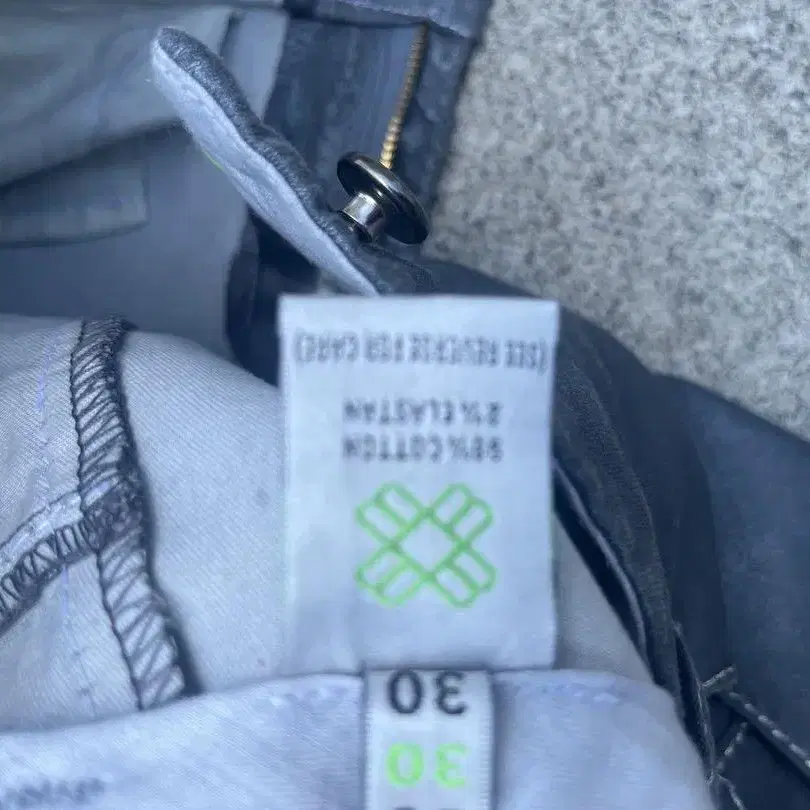 30
30
98% COTTON
2% ELASTAN
(SEE REVERSE FOR CARE)